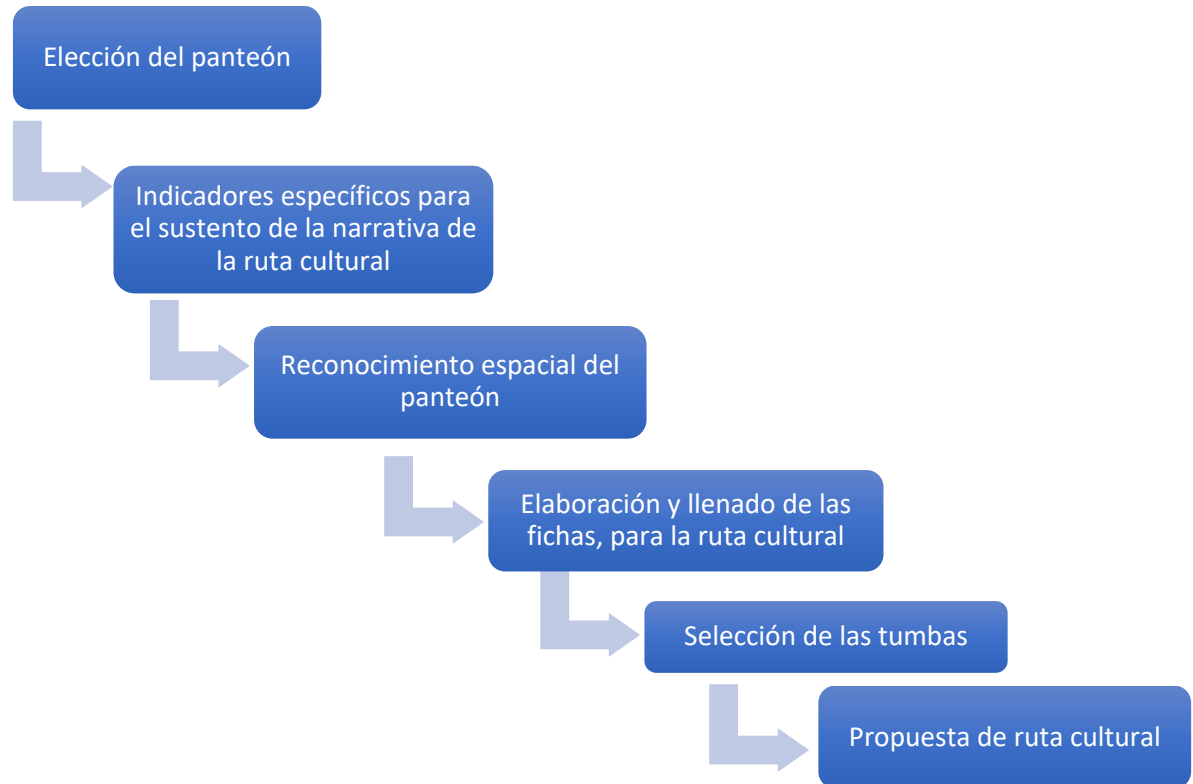 Elección del panteón
Indicadores específicos para
el sustento de la narrativa de
la ruta cultural
Reconocimiento espacial del
panteón
Elaboración y llenado de las
fichas, para la ruta cultural
Selección de las tumbas
Propuesta de ruta cultural